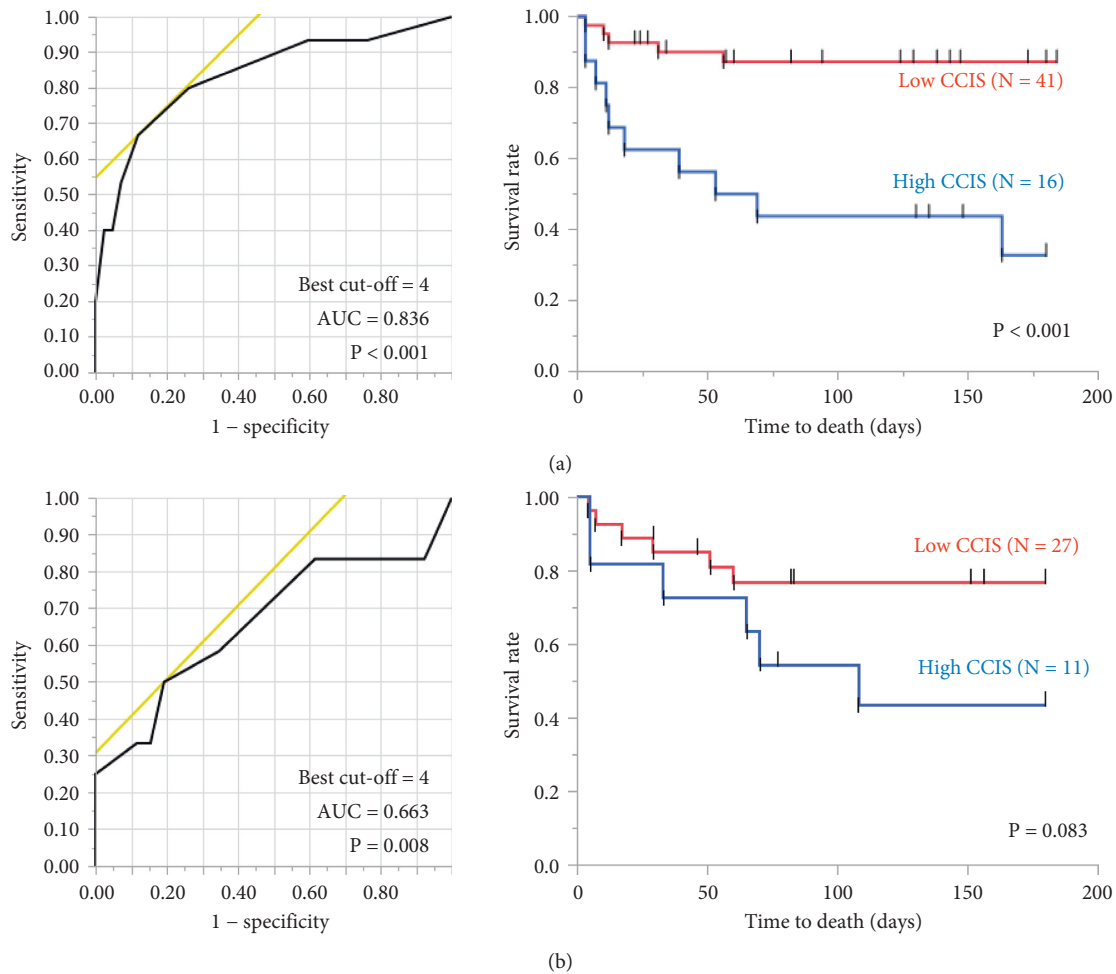 1.00
0.90
0.80
0.70
0.60
0.50
0.40
0.30
0.20
0.10
0.00
Sensitivity
0.00 0.20 0.40 0.60 0.80
1 − specificity
Best cut-off = 4
AUC = 0.836
P < 0.001
1.0
0.8
0.6
0.4
0.2
0.0
Survival rate
0 50 100 150 200
Time to death (days)
Low CCIS (N = 41)
High CCIS (N = 16)
P < 0.001
(a)
1.00
0.90
0.80
0.70
0.60
0.50
0.40
0.30
0.20
0.10
0.00
Sensitivity
0.00 0.20 0.40 0.60 0.80
1 − specificity
Best cut-off = 4
AUC = 0.663
P = 0.008
1.0
0.8
0.6
0.4
0.2
0.0
Survival rate
0 50 100 150 200
Time to death (days)
Low CCIS (N = 27)
High CCIS (N = 11)
P = 0.083
(b)